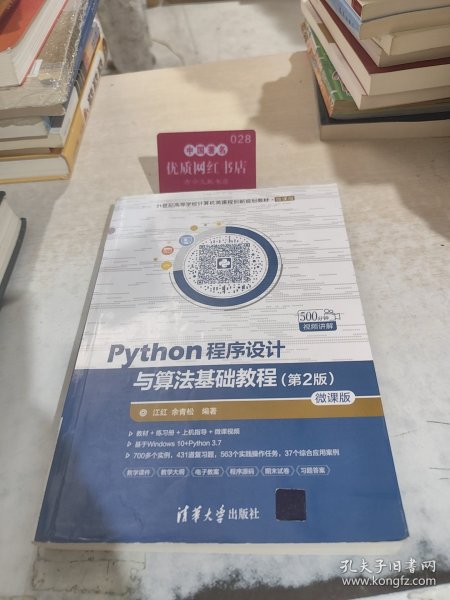 028
中国著名
优质网红书店
21世纪高等学校计算机类课程创新规划教材·微课版
500分钟
视频讲解
Python程序设计
与算法基础教程(第2版)
微课版
江红 余青松 编著
教材+练习册+上机指导+微课视频
基于Windows 10+Python 3.7
700多个实例，431道复习题，563个实践操作任务，37个综合应用案例
教学课件 教学大纲 电子教案 程序源码 期末试卷 习题答案
清华大学出版社
孔夫子旧书网
www.kongfz.com